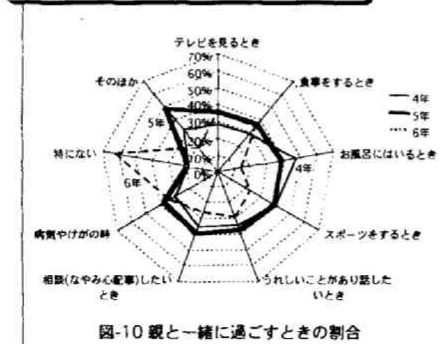 テレビを見るとき
70%
60%
50%
40%
30%
20%
10%
0%
食事をするとき
お風呂にはいるとき
スポーツをするとき
うれしいことがあり話した
いとき
相談(なやみ心配事)したい
とき
病気やけがの時
特にない
そのほか
5年
4年
6年
4年
5年
6年
図-10 親と一緒に過ごすときの割合